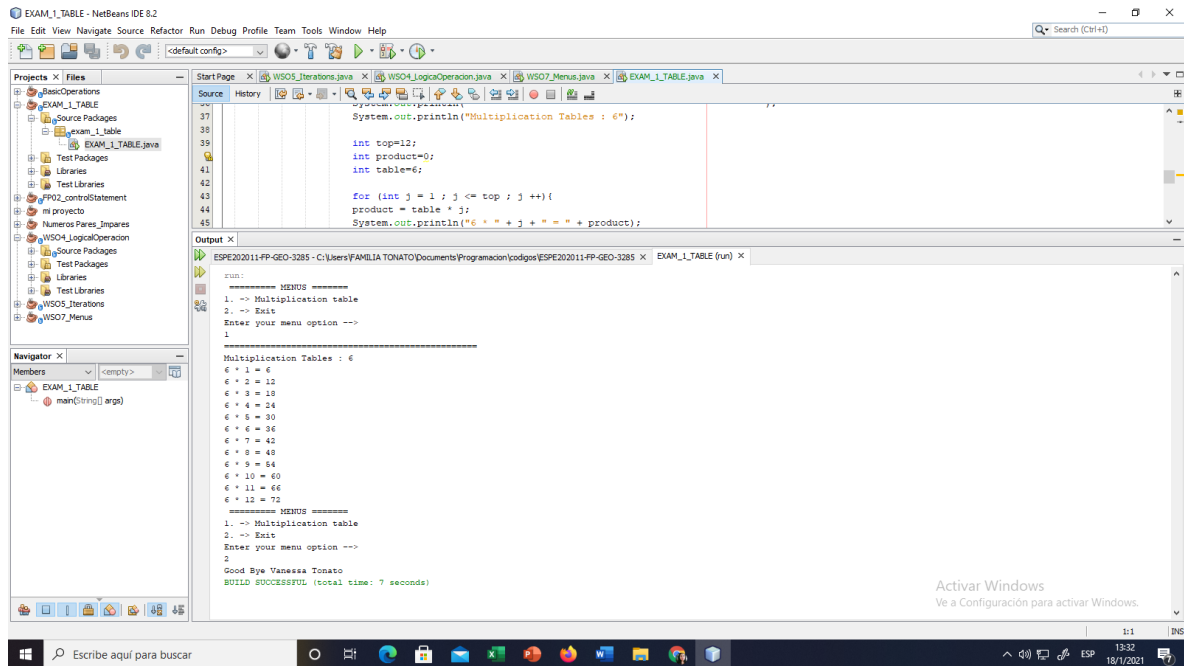 EXAM_1_TABLE - NetBeans IDE 8.2
File Edit View Navigate Source Refactor Run Debug Profile Team Tools Window Help
Search (Ctrl+I)
<default config>
Projects Files
Start Page WSO5_Iterations.java WSO4_LogicaOperacion.java WSO7_Menus.java EXAM_1_TABLE.java
Source History
BasicOperations
EXAM_1_TABLE
Source Packages
exam_1_table
EXAM_1_TABLE.java
Test Packages
Libraries
Test Libraries
FP02_controlStatement
mi proyecto
Numeros Pares_Impares
WSO4_LogicalOperacion
Source Packages
Test Packages
Libraries
Test Libraries
WSO5_Iterations
WSO7_Menus
37 System.out.println("Multiplication Tables : 6");
38
39 int top=12;
int product=0;
41 int table=6;
42
43 for (int j = 1 ; j <= top ; j ++){
44 product = table * j;
45 System.out.println("6 * " + j + " = " + product);
Output
ESPE202011-FP-GEO-3285 - C:\Users\FAMILIA TONATO\Documents\Programacion\codigos\ESPE202011-FP-GEO-3285 EXAM_1_TABLE (run)
run:
========= MENUS =======
1. -> Multiplication table
2. -> Exit
Enter your menu option -->
1
=================================================
Multiplication Tables : 6
6 * 1 = 6
6 * 2 = 12
6 * 3 = 18
6 * 4 = 24
6 * 5 = 30
6 * 6 = 36
6 * 7 = 42
6 * 8 = 48
6 * 9 = 54
6 * 10 = 60
6 * 11 = 66
6 * 12 = 72
========= MENUS =======
1. -> Multiplication table
2. -> Exit
Enter your menu option -->
2
Good Bye Vanessa Tonato
BUILD SUCCESSFUL (total time: 7 seconds)
Navigator
Members <empty>
EXAM_1_TABLE
main(String[] args)
Activar Windows
Ve a Configuración para activar Windows.
1:1 INS
Escribe aquí para buscar
ESP
13:32
18/1/2021